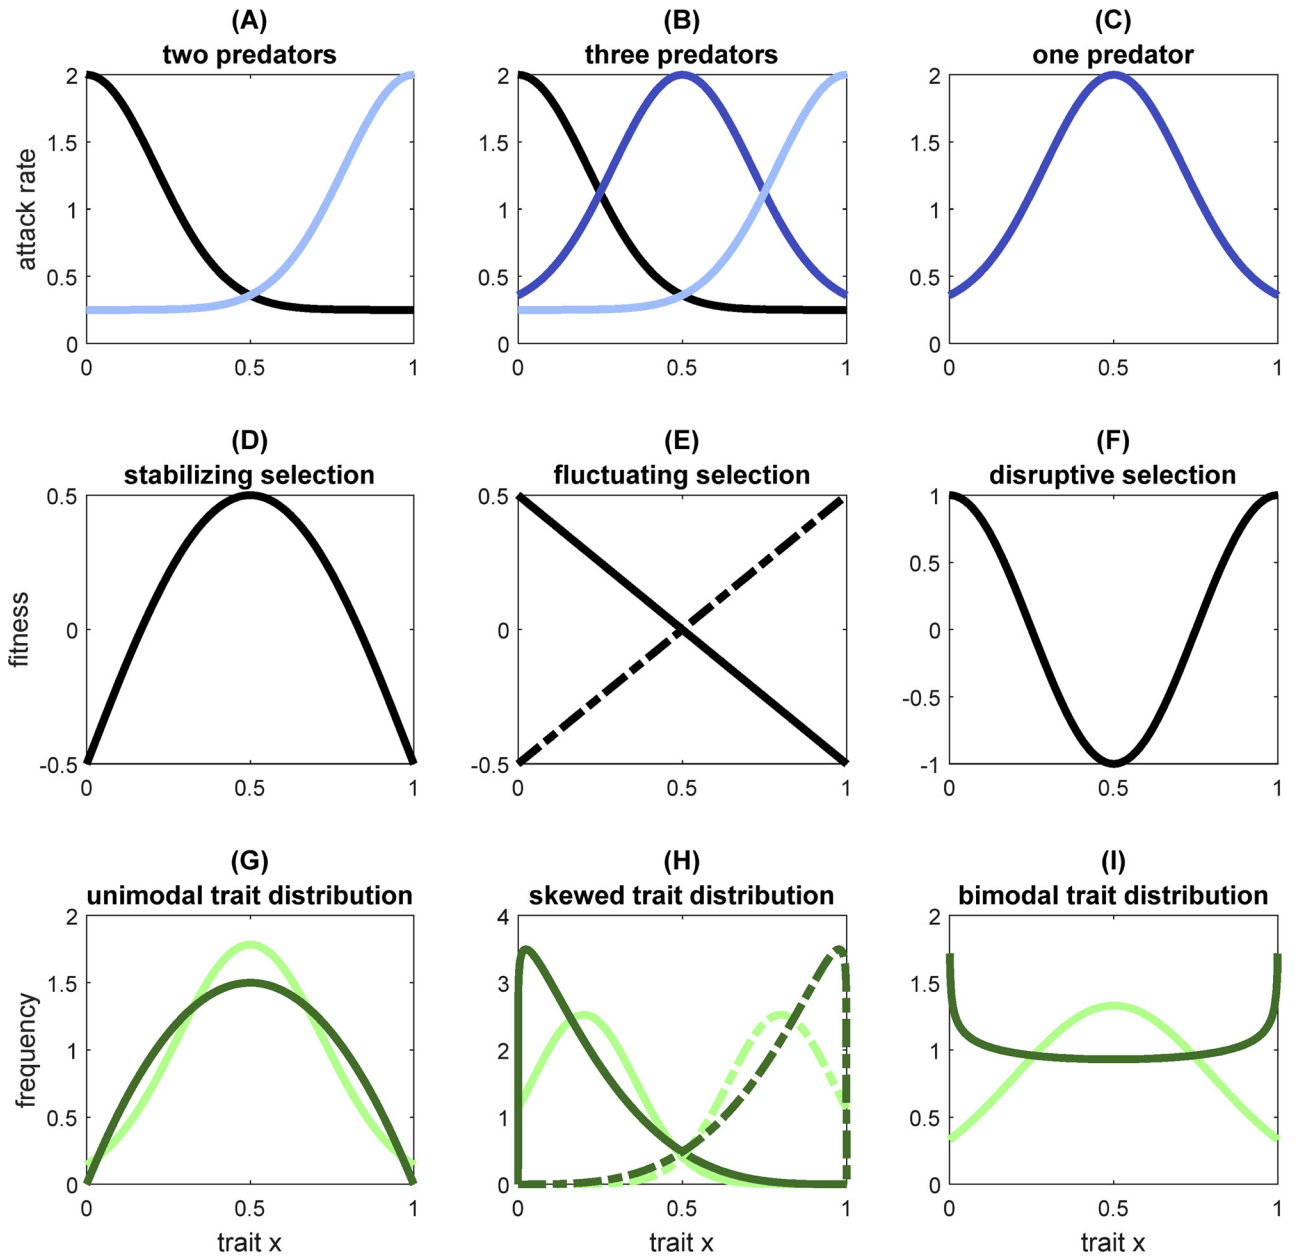 (A)
two predators
(B)
three predators
(C)
one predator
attack rate
2
1.5
1
0.5
0
0
0.5
1
2
1.5
1
0.5
0
0
0.5
1
2
1.5
1
0.5
0
0
0.5
1
(D)
stabilizing selection
(E)
fluctuating selection
(F)
disruptive selection
fitness
0.5
0
-0.5
0
0.5
1
0.5
0
-0.5
0
0.5
1
1
0.5
0
-0.5
-1
0
0.5
1
(G)
unimodal trait distribution
(H)
skewed trait distribution
(I)
bimodal trait distribution
frequency
2
1.5
1
0.5
0
0
0.5
1
trait x
4
3
2
1
0
0
0.5
1
trait x
2
1.5
1
0.5
0
0
0.5
1
trait x